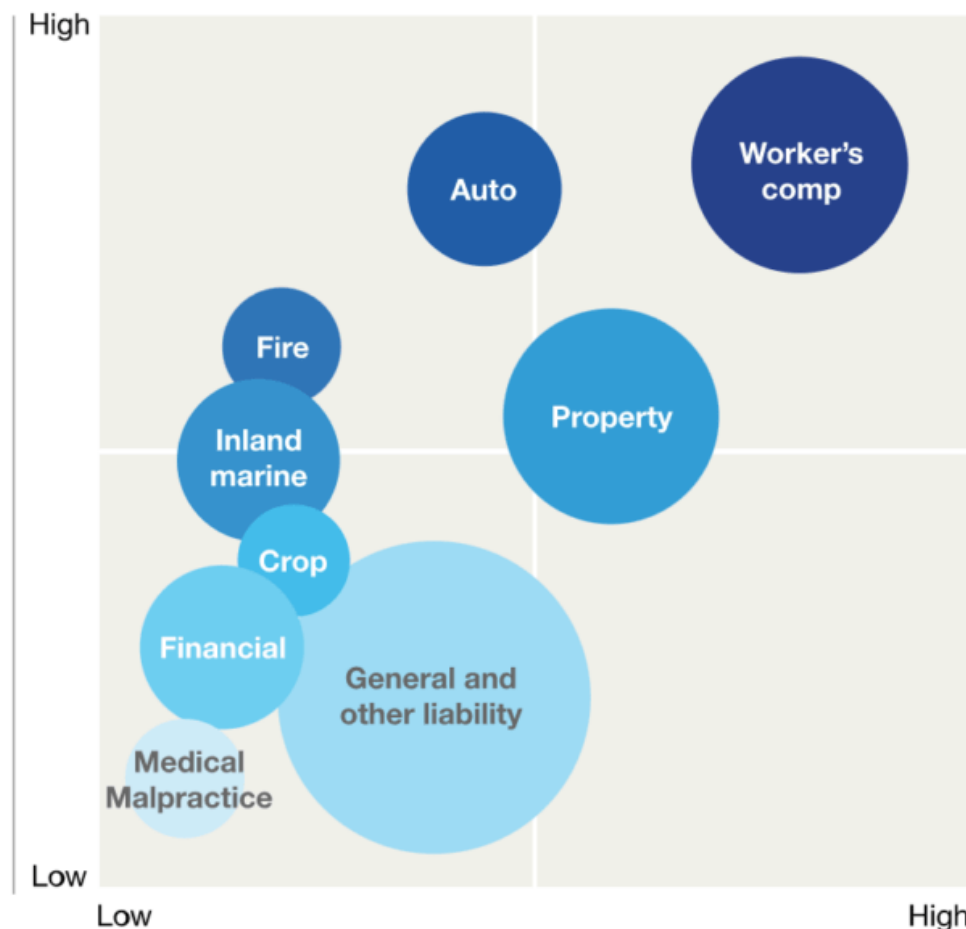 High
Worker's
comp
Auto
Fire
Property
Inland
marine
Crop
Financial
General and
other liability
Medical
Malpractice
Low
Low
High